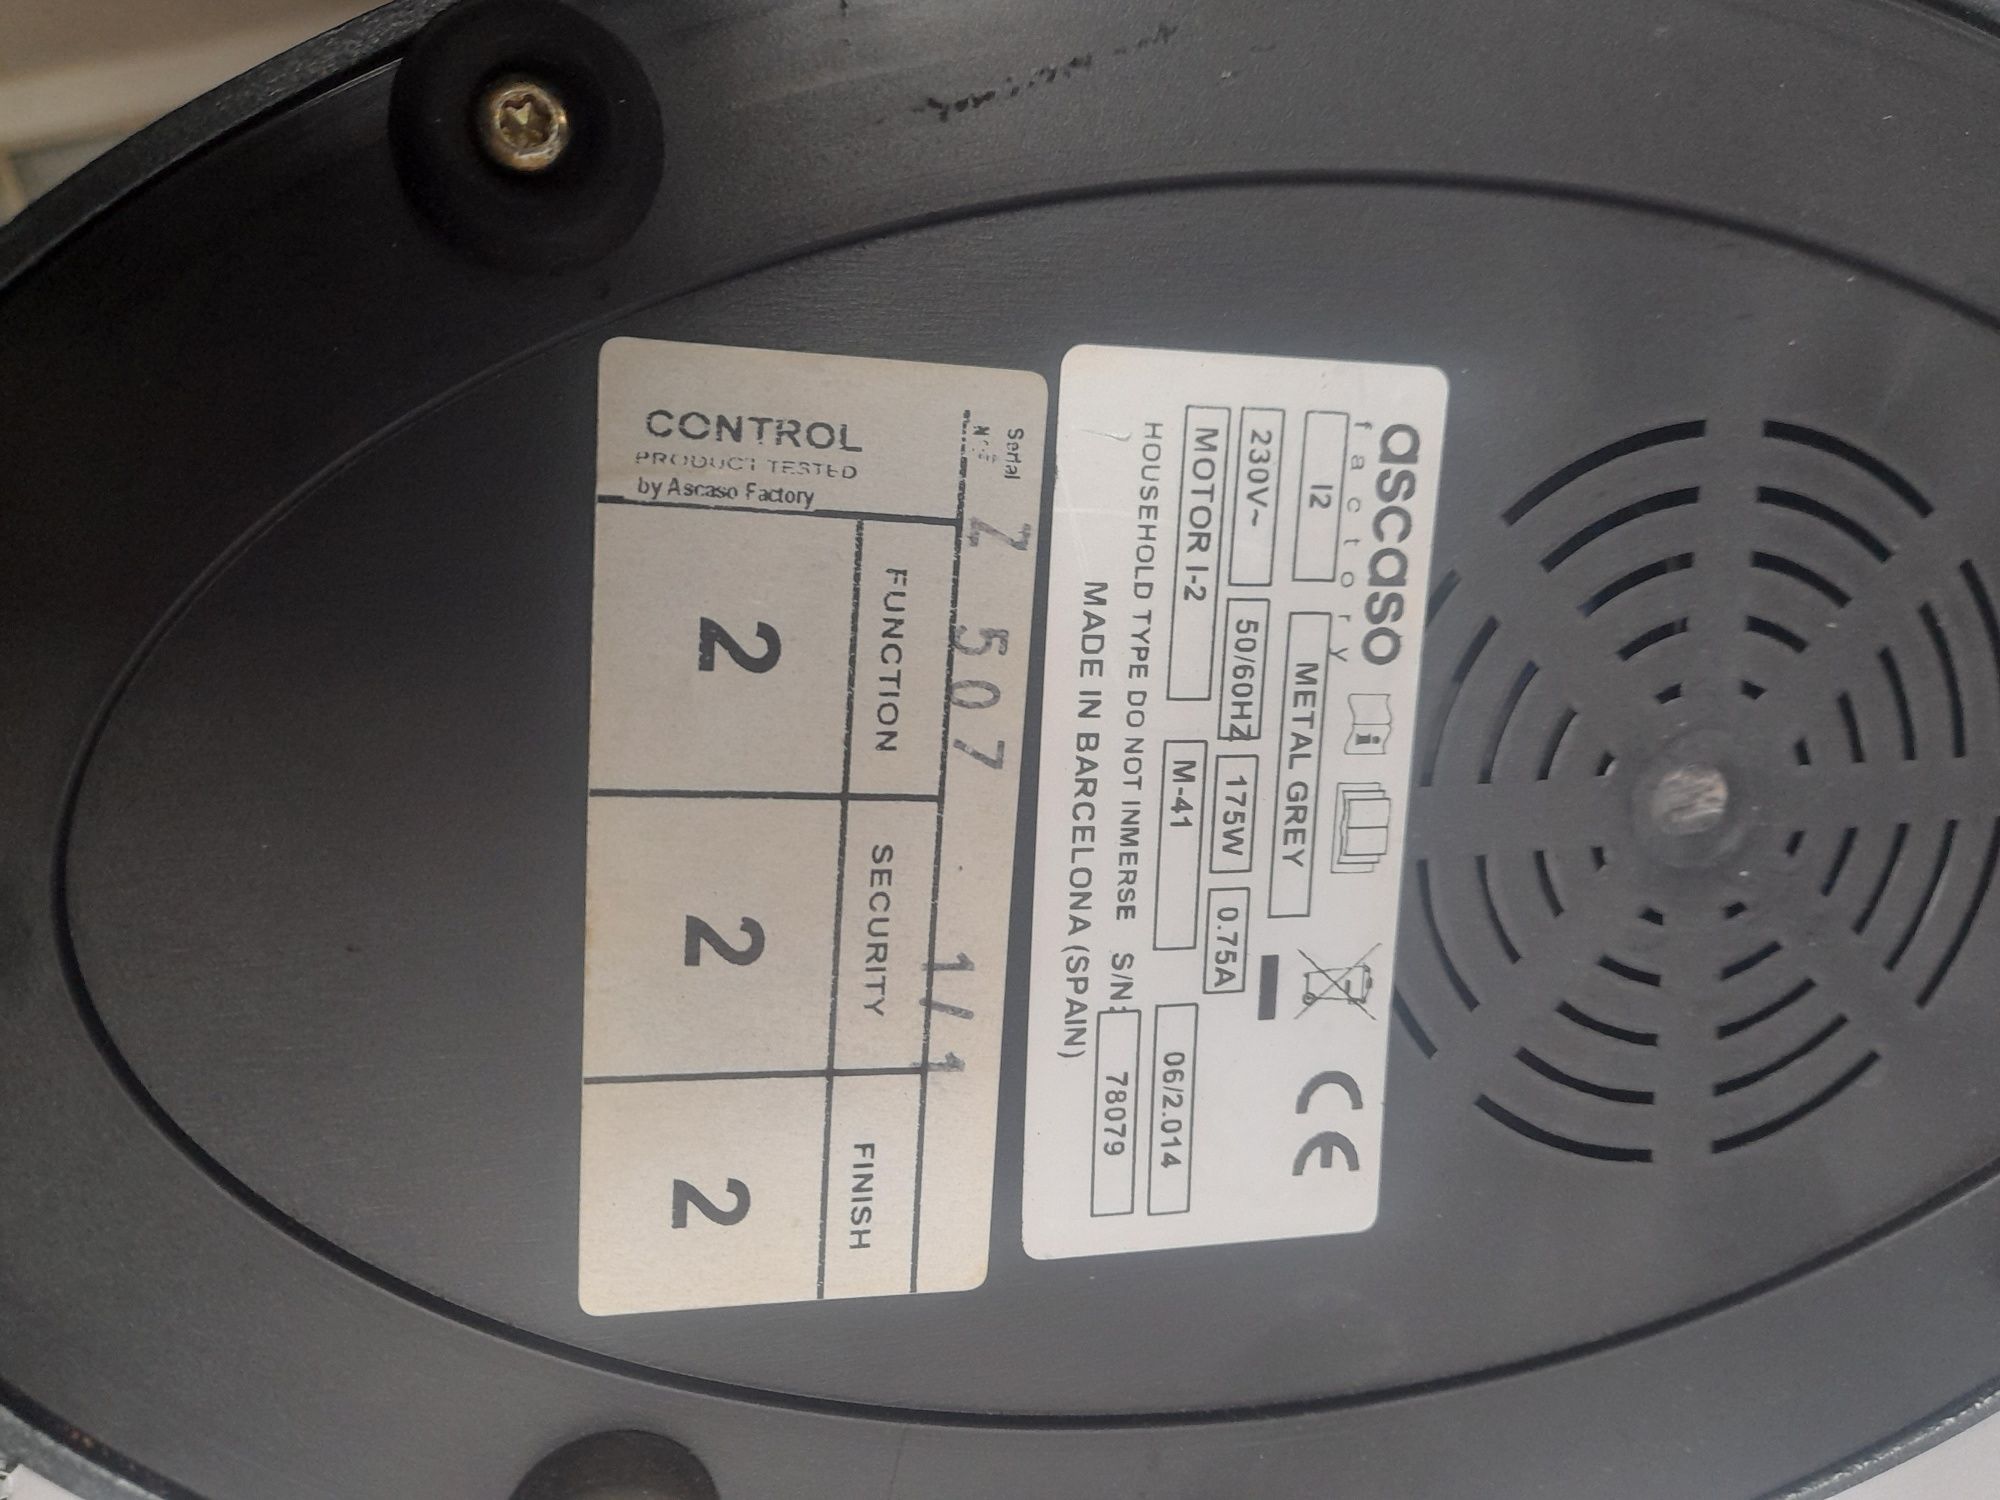 ascaso
factory
I2 METAL GREY
230V~ 50/60HZ 175W 0.75A
MOTOR I-2 M-41 06/2.014
HOUSEHOLD TYPE DO NOT INMERSE S/N: 78079
MADE IN BARCELONA (SPAIN)
Serial
507 1/1
CONTROL
PRODUCT TESTED
by Ascaso Factory
FUNCTION SECURITY FINISH
2 2 2